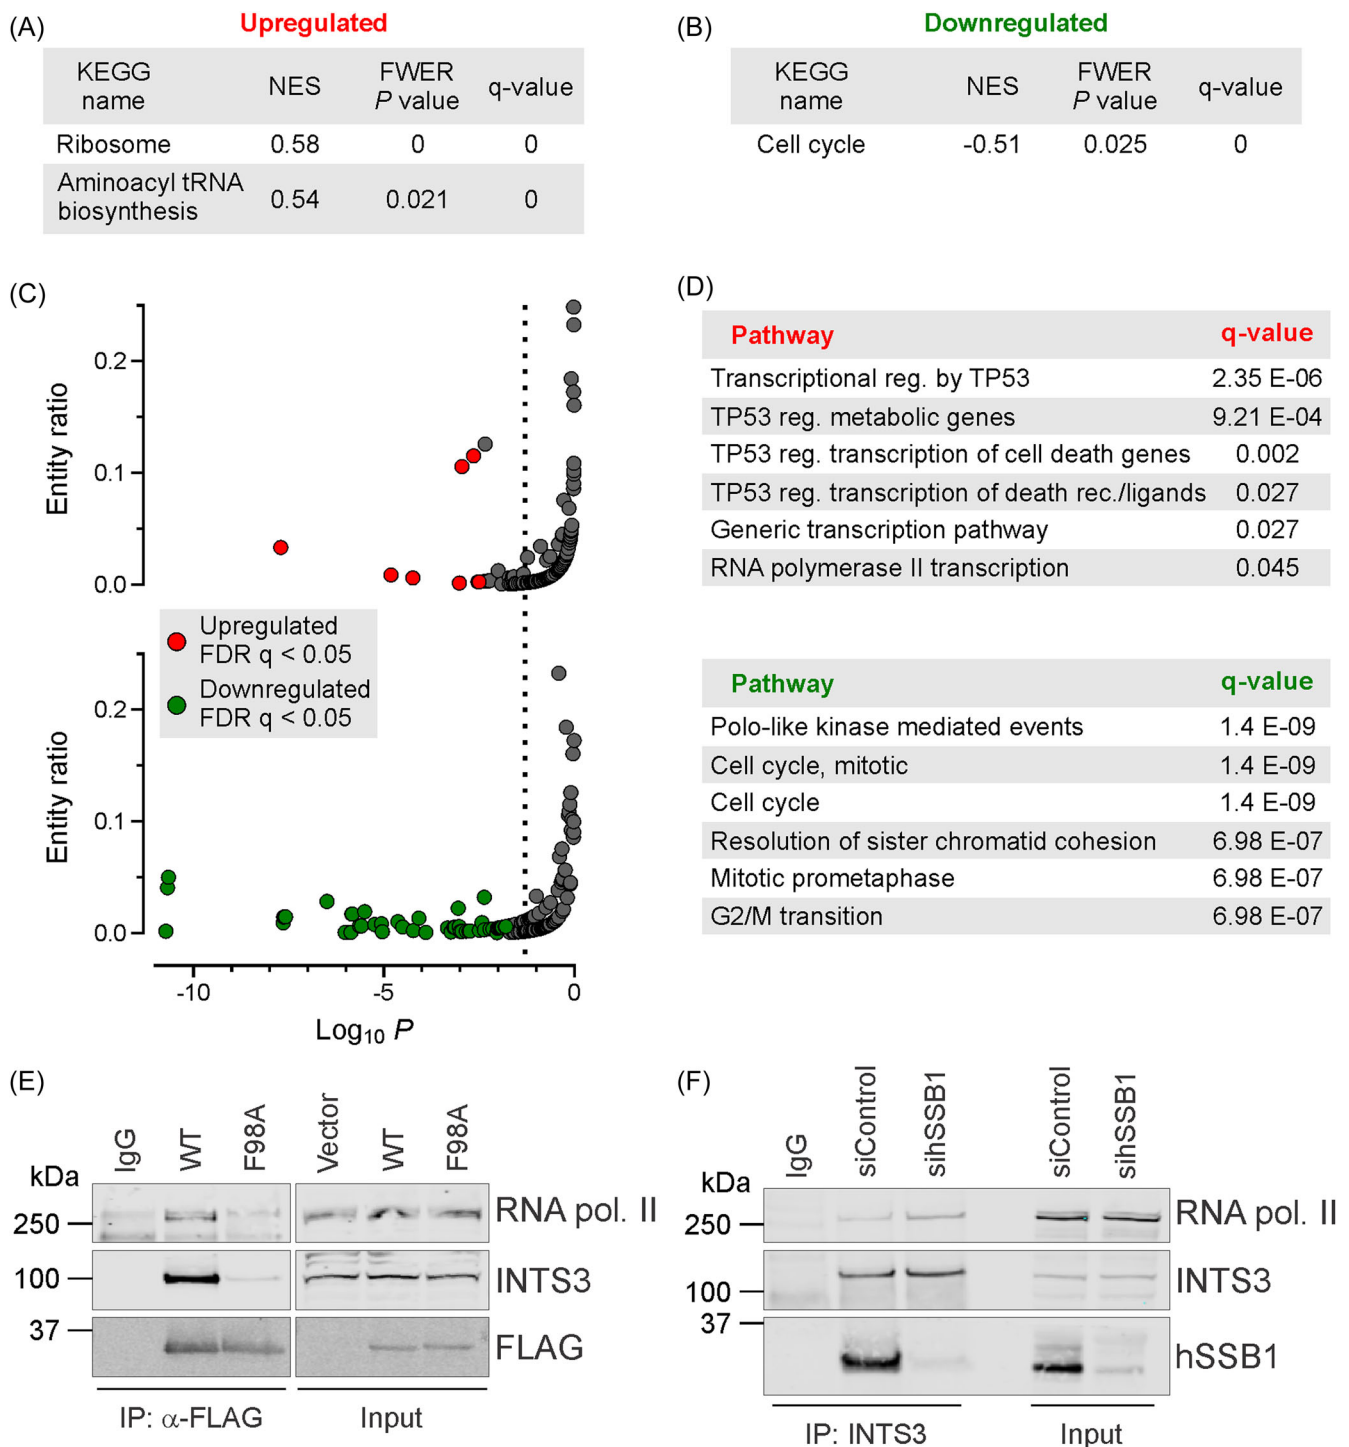 (A)
Upregulated
KEGG name NES FWER P value q-value
Ribosome 0.58 0 0
Aminoacyl tRNA biosynthesis 0.54 0.021 0
(B)
Downregulated
KEGG name NES FWER P value q-value
Cell cycle -0.51 0.025 0
(C)
Entity ratio
0.2
0.1
0.0
Upregulated
FDR q < 0.05
Downregulated
FDR q < 0.05
Entity ratio
0.2
0.1
0.0
-10 -5 0
Log10 P
(D)
Pathway q-value
Transcriptional reg. by TP53 2.35 E-06
TP53 reg. metabolic genes 9.21 E-04
TP53 reg. transcription of cell death genes 0.002
TP53 reg. transcription of death rec./ligands 0.027
Generic transcription pathway 0.027
RNA polymerase II transcription 0.045
Pathway q-value
Polo-like kinase mediated events 1.4 E-09
Cell cycle, mitotic 1.4 E-09
Cell cycle 1.4 E-09
Resolution of sister chromatid cohesion 6.98 E-07
Mitotic prometaphase 6.98 E-07
G2/M transition 6.98 E-07
(E)
IgG WT F98A Vector WT F98A
kDa
250 RNA pol. II
100 INTS3
37
FLAG
IP: α-FLAG Input
(F)
IgG siControl sihSSB1 siControl sihSSB1
kDa
250 RNA pol. II
INTS3
100
37
hSSB1
IP: INTS3 Input